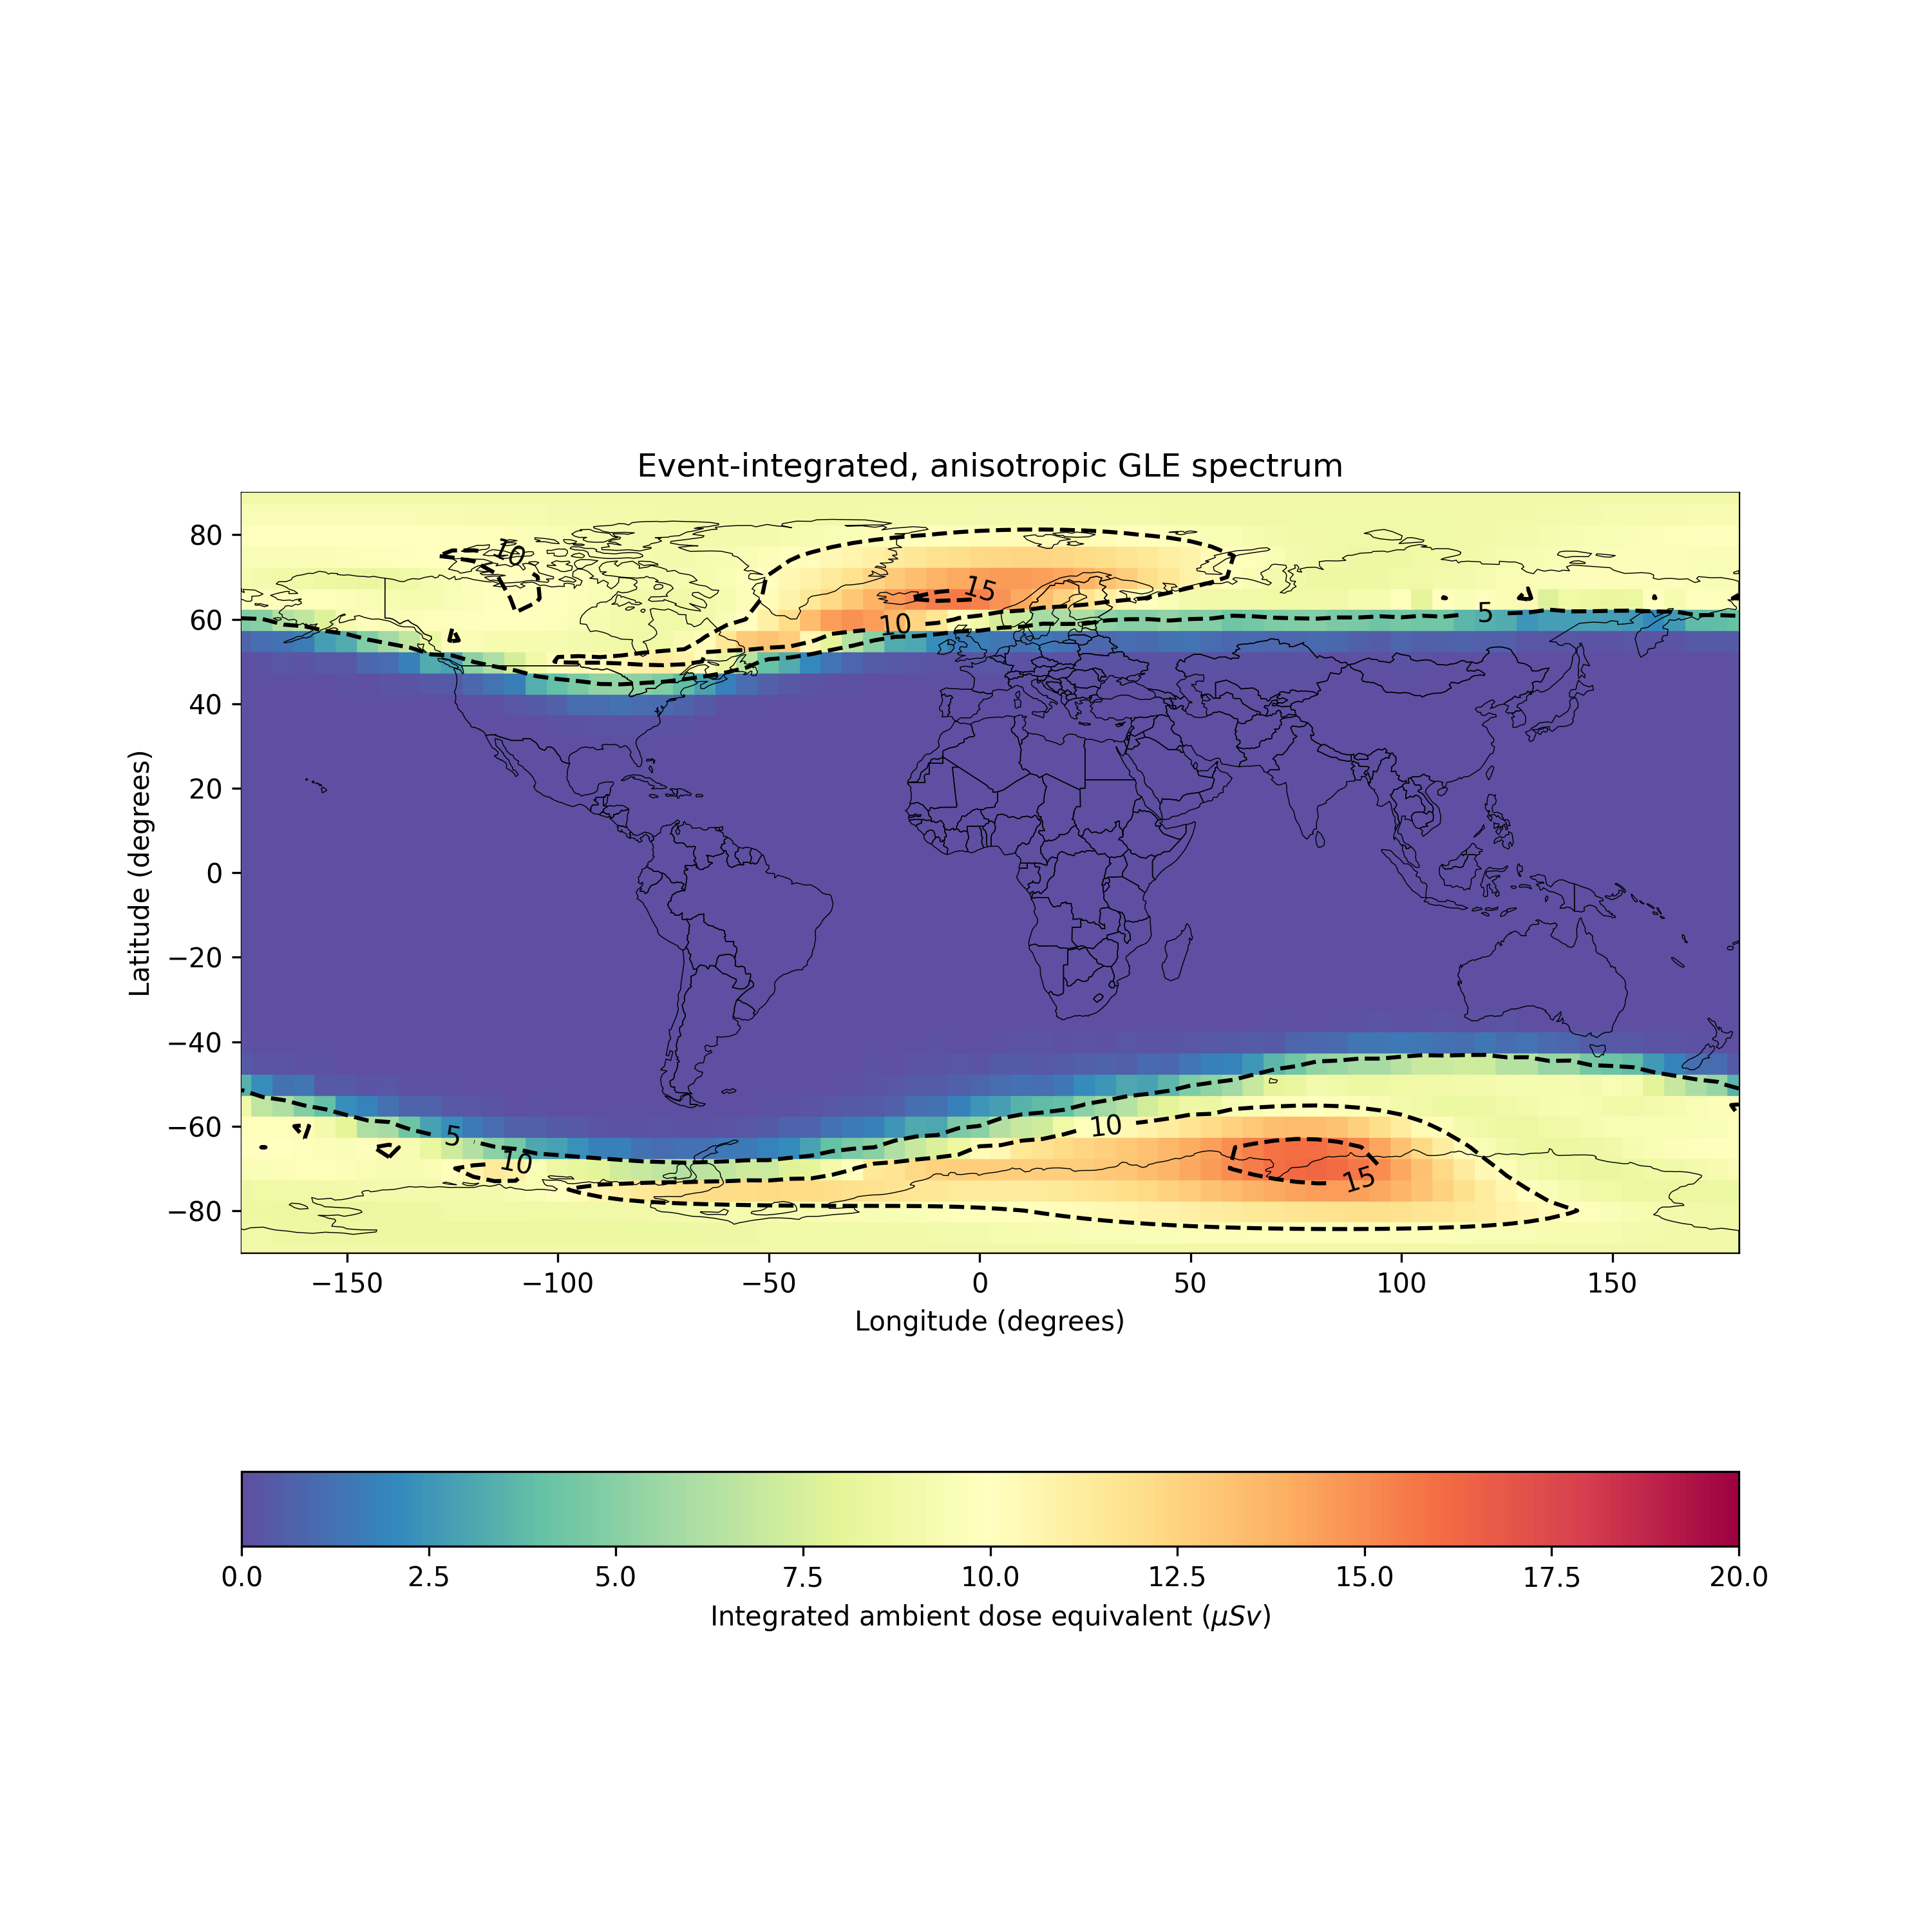 Event-integrated, anisotropic GLE spectrum
80
60
40
20
0
−20
−40
−60
−80
Latitude (degrees)
10
15
10
5
5
10
10
15
−150 −100 −50 0 50 100 150
Longitude (degrees)
0.0 2.5 5.0 7.5 10.0 12.5 15.0 17.5 20.0
Integrated ambient dose equivalent (μSv)